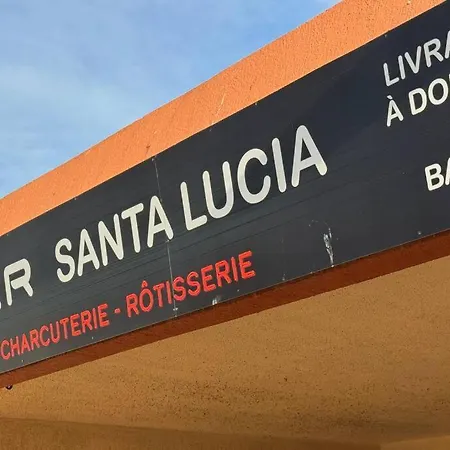 SANTA LUCIA
CHARCUTERIE - RÔTISSERIE
LIVRA
À DO
BA